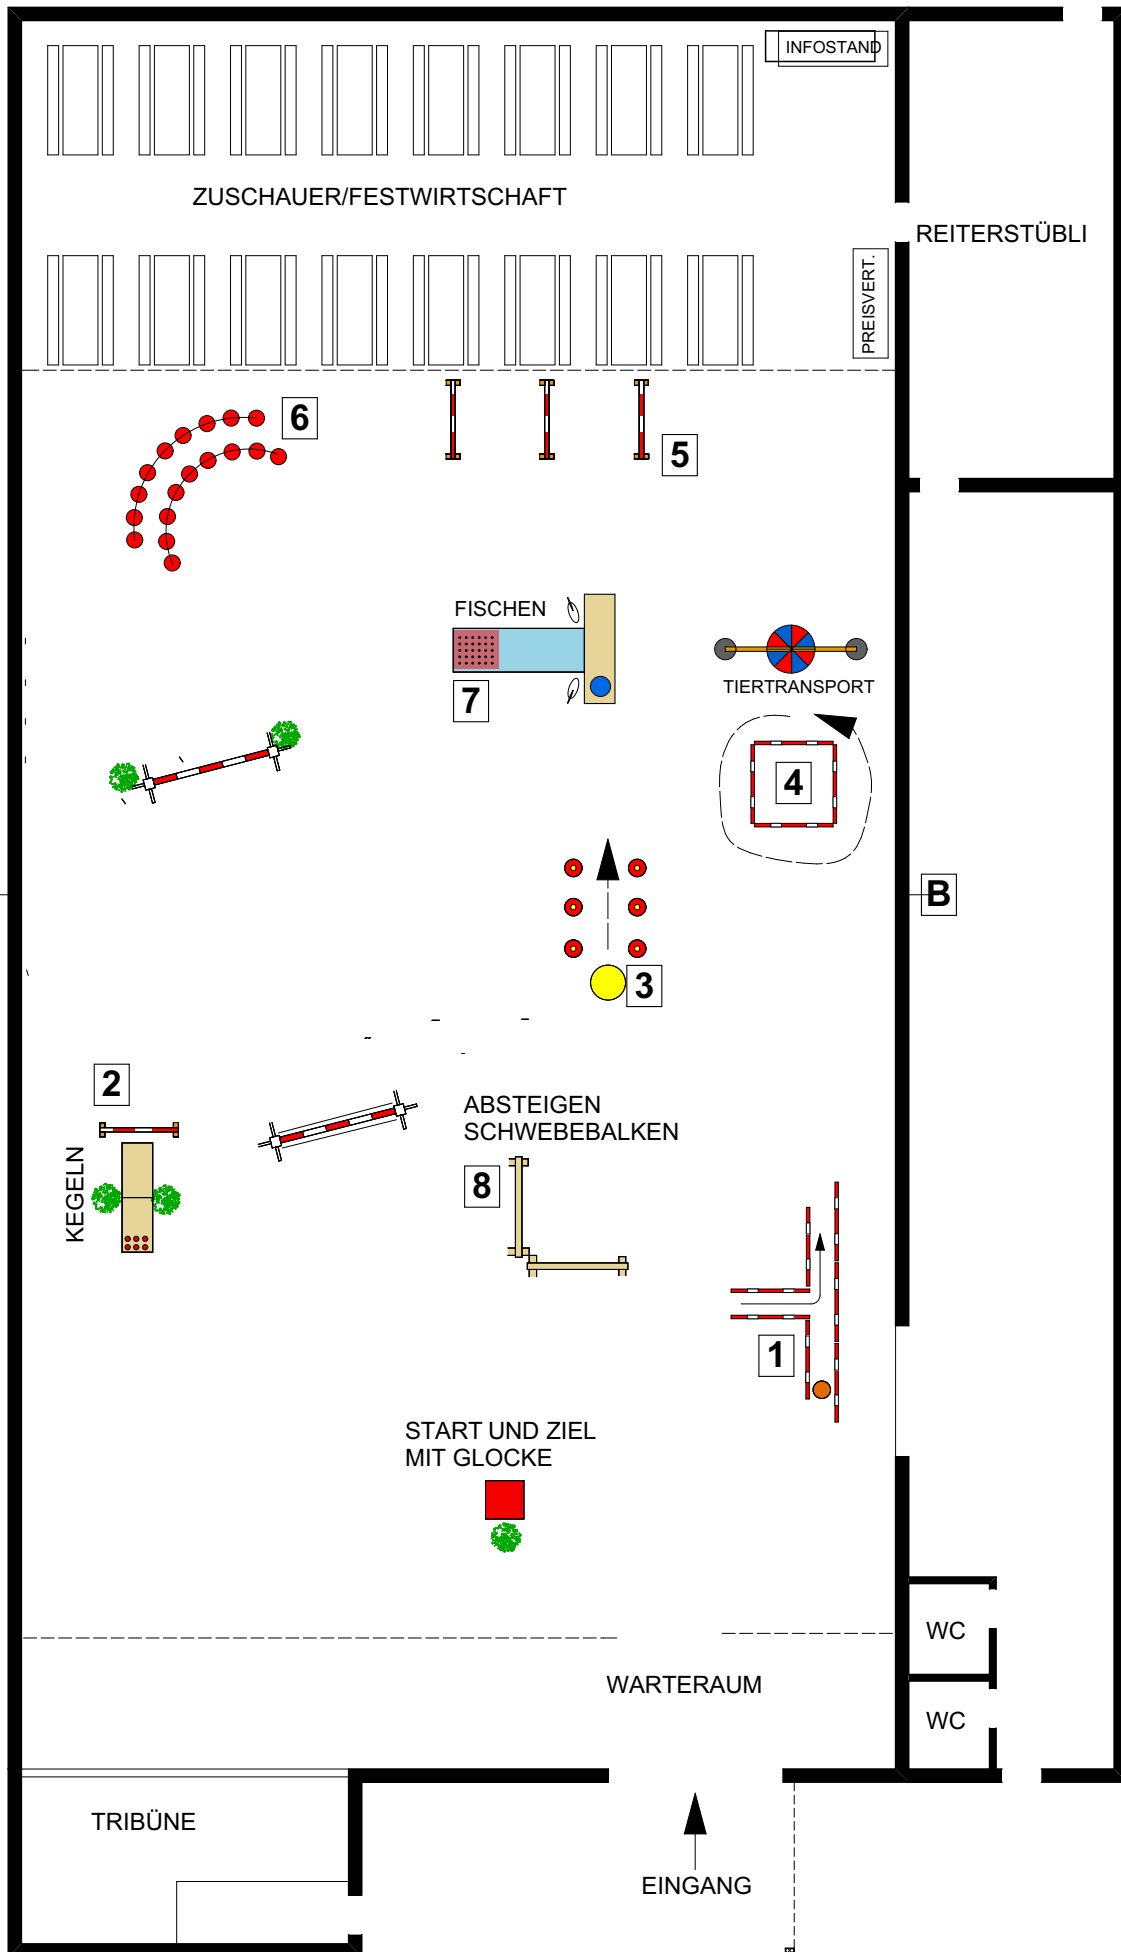 INFOSTAND
ZUSCHAUER/FESTWIRTSCHAFT
REITERSTÜBLI
PREISVERT.
6
5
FISCHEN
7
TIERTRANSPORT
4
B
3
2
ABSTEIGEN
SCHWEBEBALKEN
KEGELN
8
1
START UND ZIEL
MIT GLOCKE
WC
WARTERAUM
WC
TRIBÜNE
EINGANG